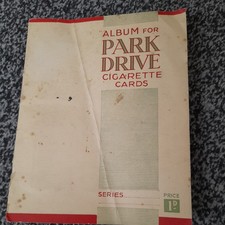 ALBUM FOR
PARK
DRIVE
CIGARETTE
CARDS
SERIES
PRICE
1D